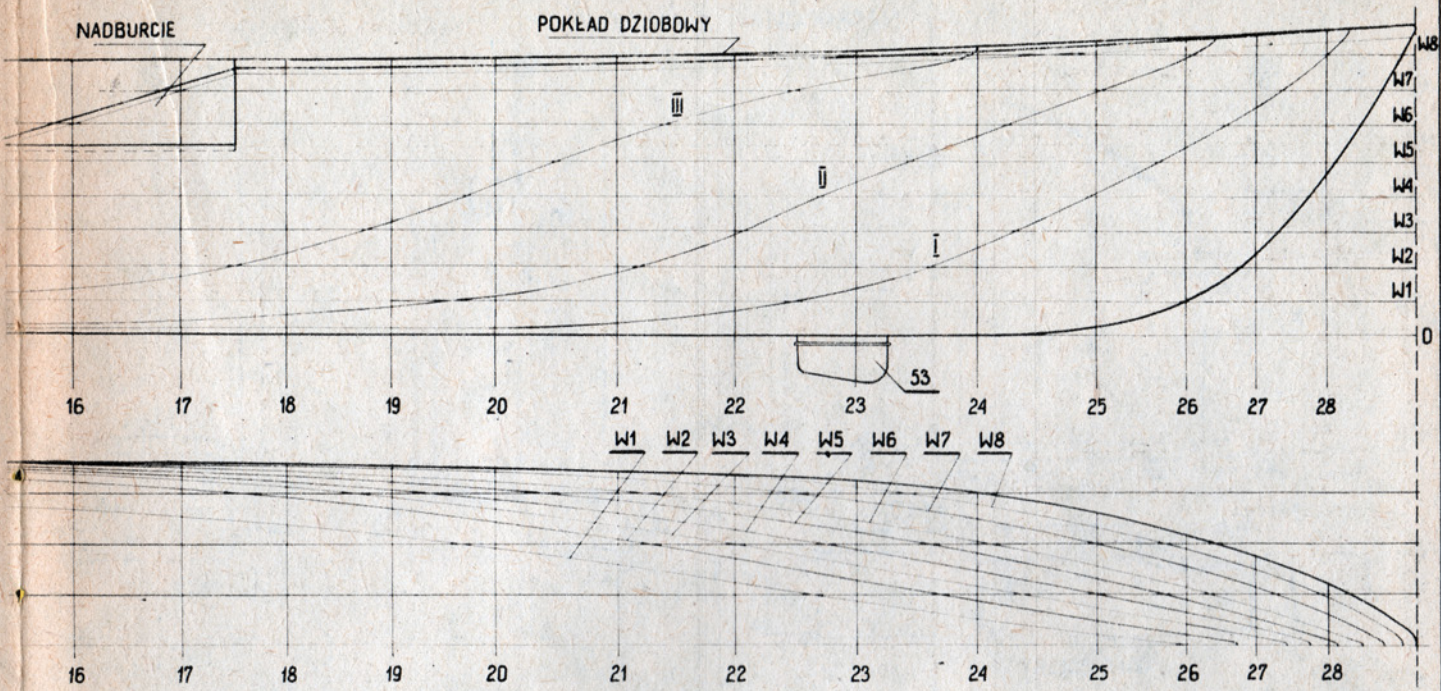 NADBURCIE
POKŁAD DZIOBOWY
W8
W7
III
W6
W5
II
W4
W3
I
W2
W1
0
53
16 17 18 19 20 21 22 23 24 25 26 27 28
W1 W2 W3 W4 W5 W6 W7 W8
16 17 18 19 20 21 22 23 24 25 26 27 28